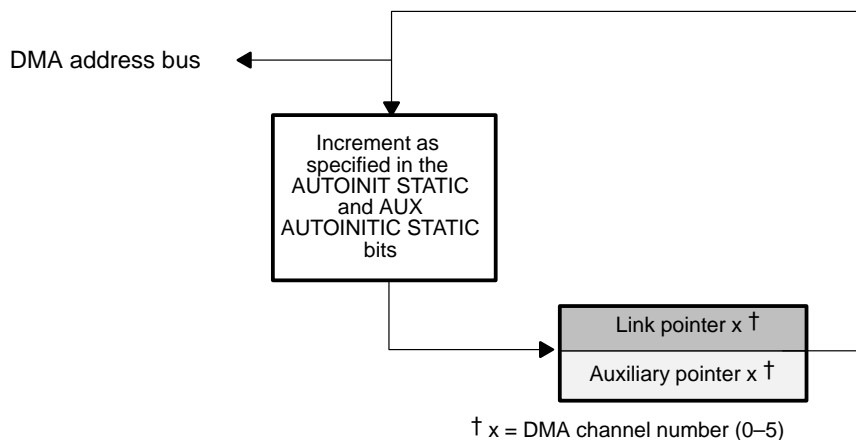 DMA address bus
Increment as
specified in the
AUTOINIT STATIC
and AUX
AUTOINITIC STATIC
bits
Link pointer x †
Auxiliary pointer x †
† x = DMA channel number (0–5)